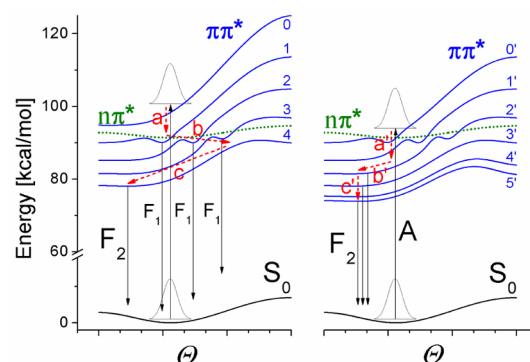 Energy [kcal/mol]
120
100
80
60
0
ππ*
nπ*
0
1
2
3
4
a
b
c
F₂
F₁
F₁
F₁
S₀
Θ
ππ*
nπ*
0'
1'
2'
3'
4'
5'
a'
b'
c'
F₂
A
S₀
Θ